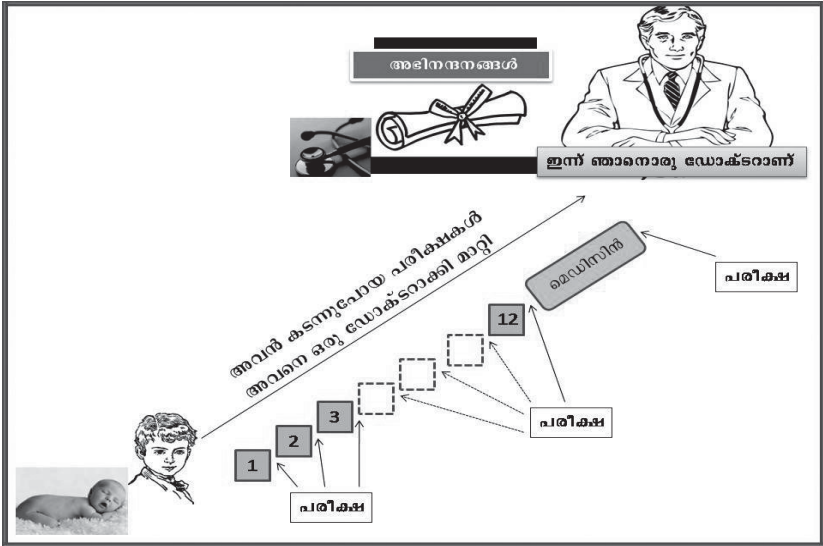 അഭിനന്ദനങ്ങൾ
ഇന്ന് ഞാനൊരു ഡോക്ടറാണ്
അവൻ കടന്നുപോയ പരീക്ഷകൾ
അവനെ ഒരു ഡോക്ടറാക്കി മാറ്റി
മെഡിസിൻ
പരീക്ഷ
12
3
2
1
പരീക്ഷ
പരീക്ഷ